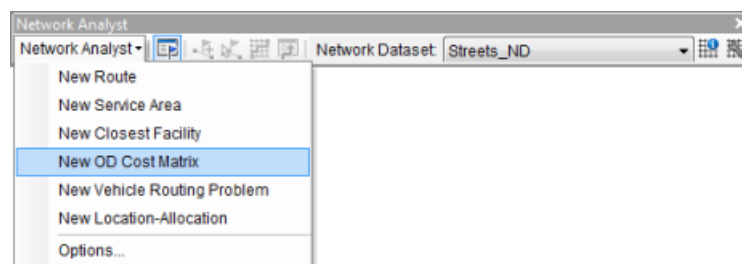 Network Analyst
Network Analyst Network Dataset: Streets_ND
New Route
New Service Area
New Closest Facility
New OD Cost Matrix
New Vehicle Routing Problem
New Location-Allocation
Options...